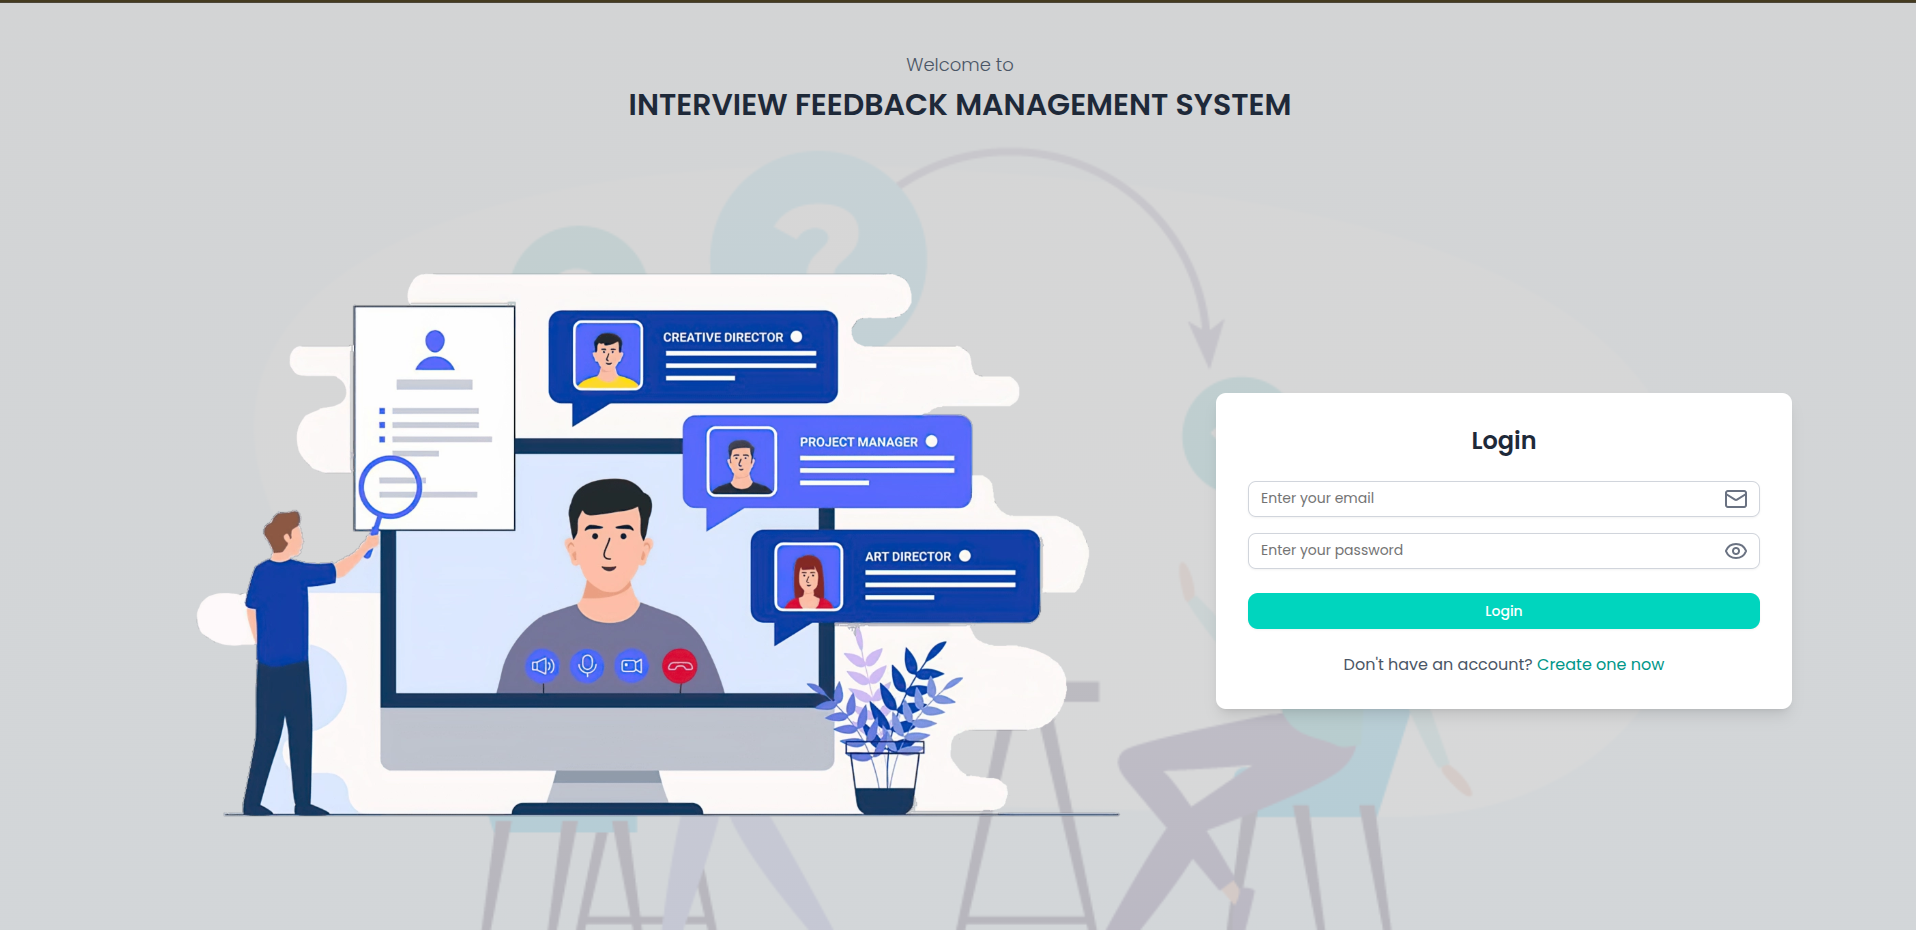 Welcome to
INTERVIEW FEEDBACK MANAGEMENT SYSTEM
CREATIVE DIRECTOR
PROJECT MANAGER
ART DIRECTOR
Login
Enter your email
Enter your password
Login
Don't have an account? Create one now